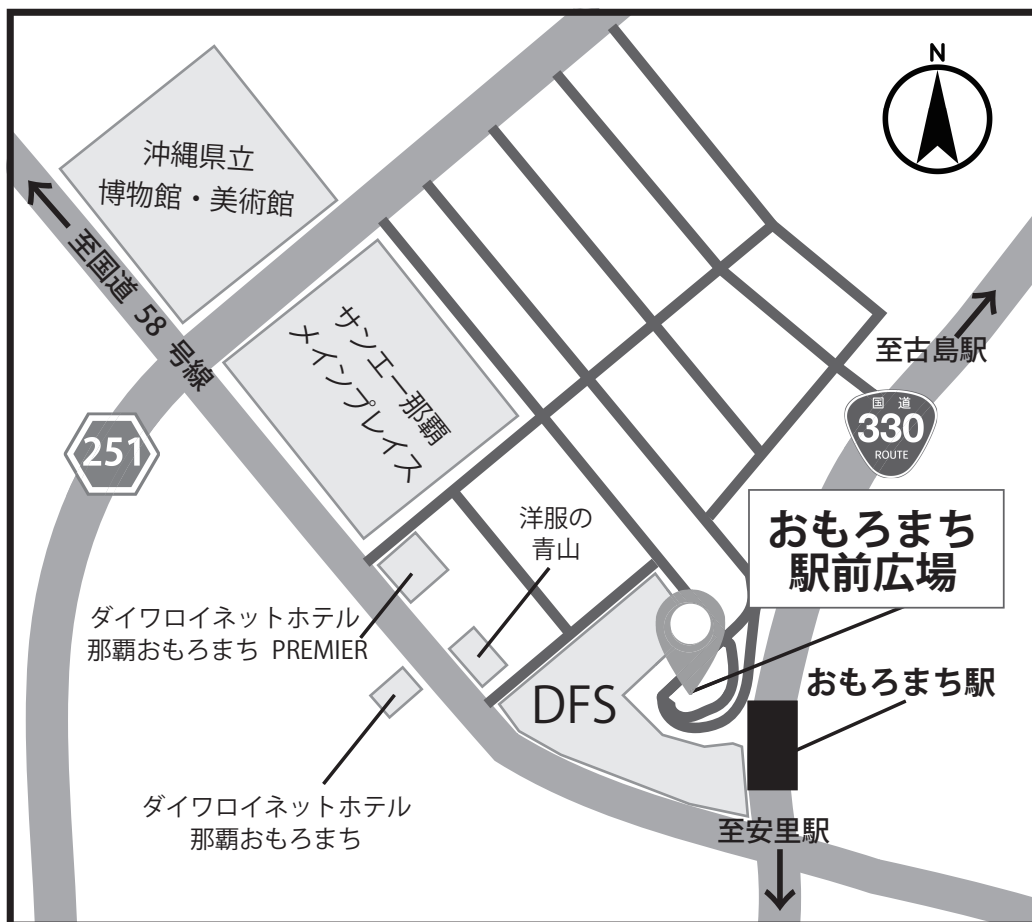 N
沖縄県立
博物館・美術館
至国道 58 号線
サンエー那覇
メインプレイス
至古島駅
国道
330
ROUTE
251
洋服の
青山
おもろまち
駅前広場
ダイワロイネットホテル
那覇おもろまち PREMIER
おもろまち駅
DFS
ダイワロイネットホテル
那覇おもろまち
至安里駅